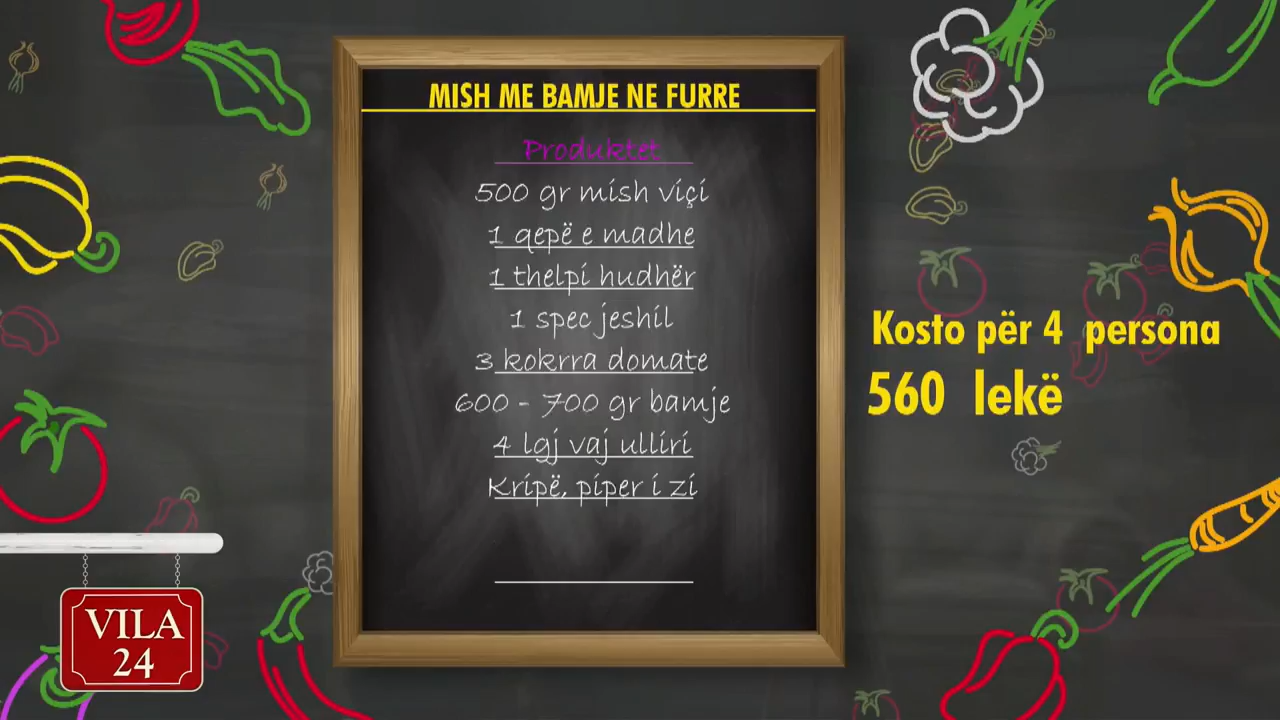 MISH ME BAMJE NE FURRE
Produktet
500 gr mish viçi
1 qepë e madhe
1 thelpi hudhër
1 spec jeshil
3 kokrra domate
600 - 700 gr bamje
4 lgj vaj ulliri
Kripë, piper i zi
Kosto për 4 persona
560 lekë
VILA
24